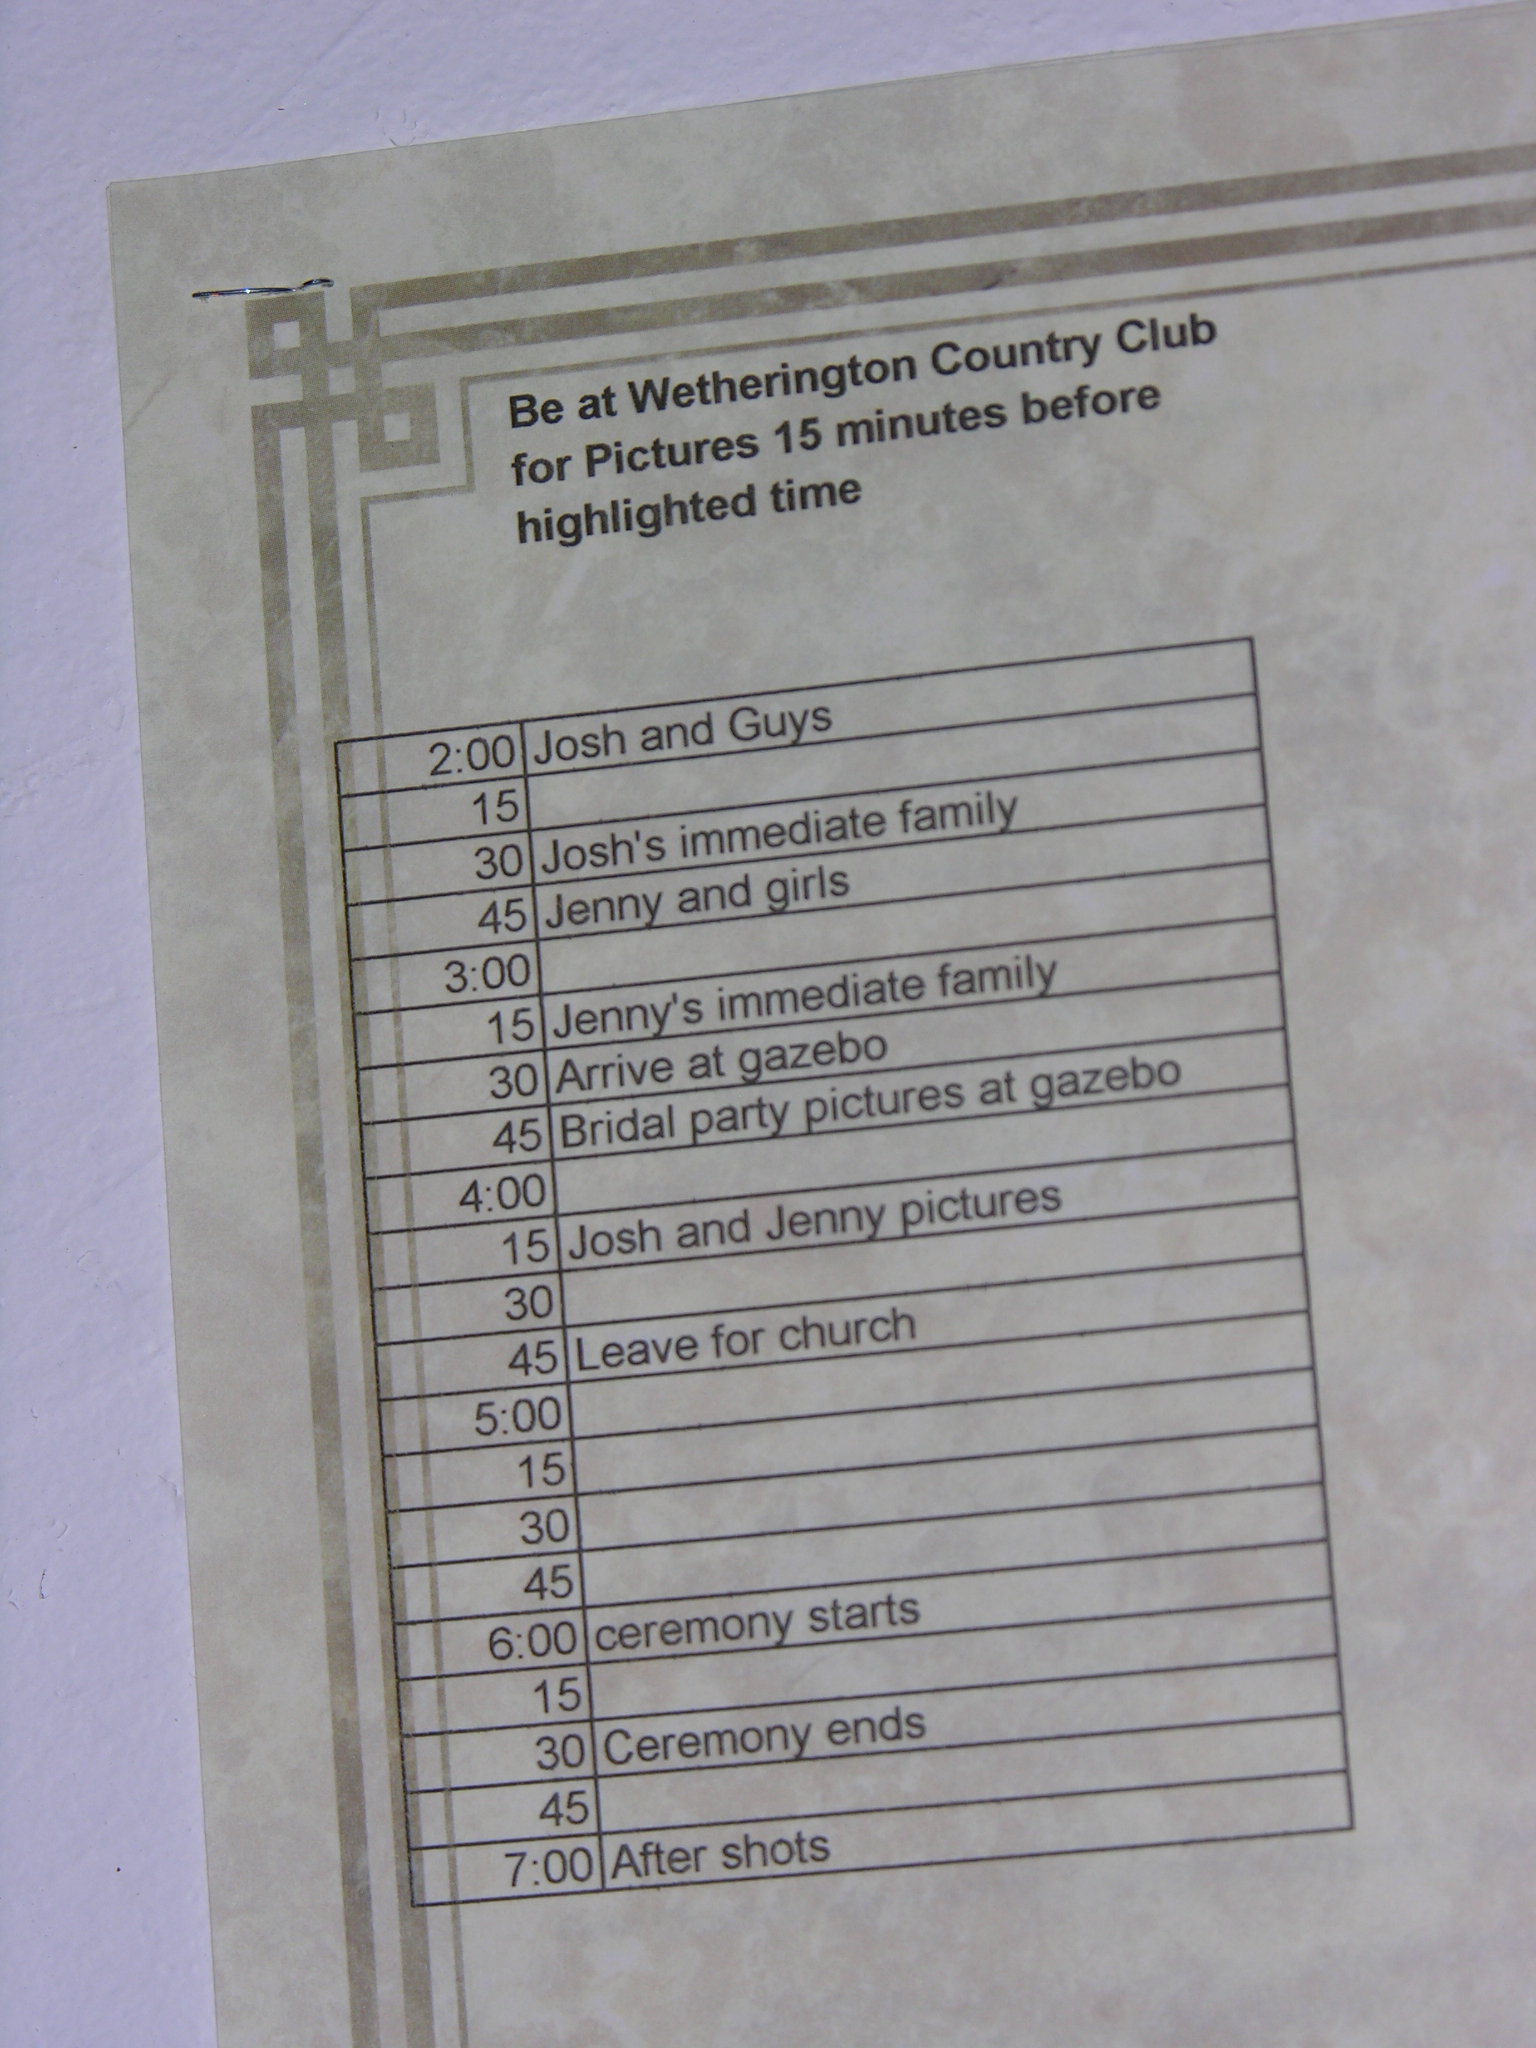 Be at Wetherington Country Club
for Pictures 15 minutes before
highlighted time
2:00 Josh and Guys
15
30 Josh's immediate family
45 Jenny and girls
3:00
15 Jenny's immediate family
30 Arrive at gazebo
45 Bridal party pictures at gazebo
4:00
15 Josh and Jenny pictures
30
45 Leave for church
5:00
15
30
45
6:00 ceremony starts
15
30 Ceremony ends
45
7:00 After shots